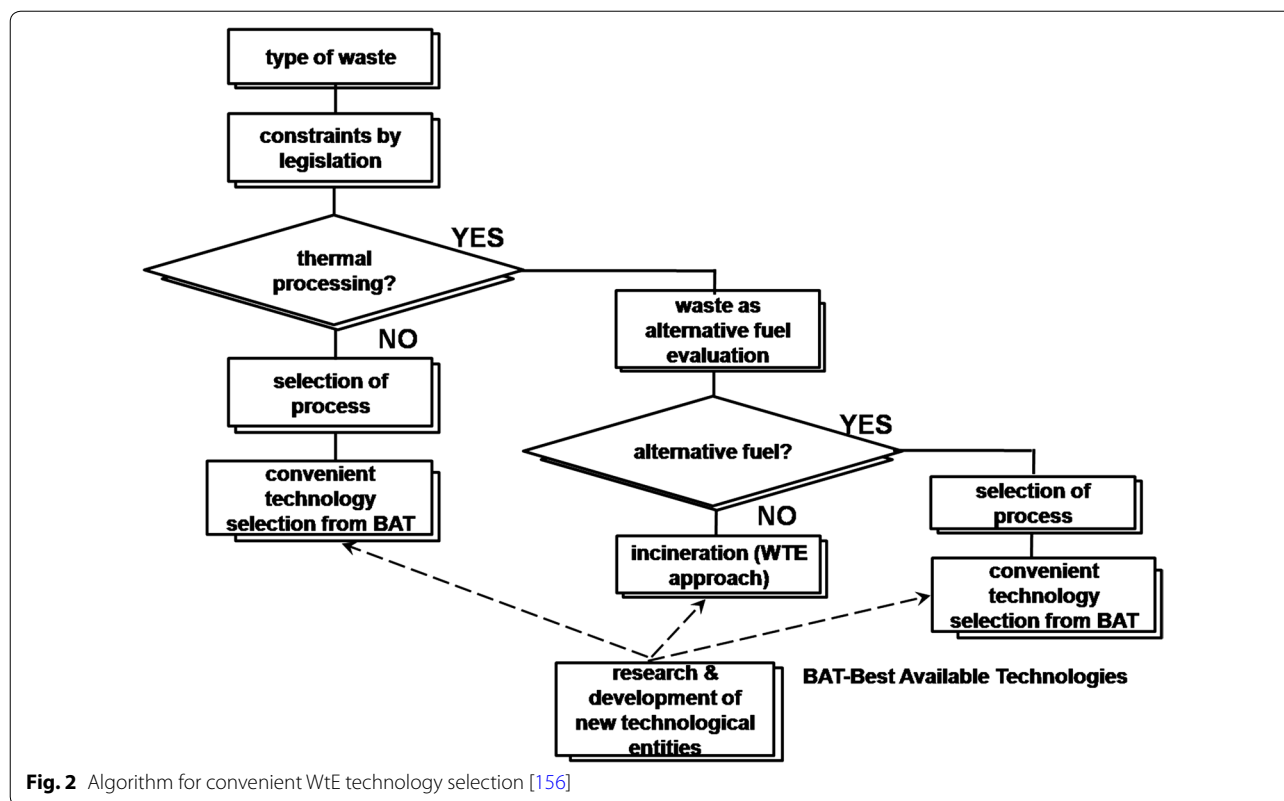 type of waste
constraints by
legislation
thermal
processing?
YES
NO
selection of
process
convenient
technology
selection from BAT
waste as
alternative fuel
evaluation
alternative fuel?
YES
NO
incineration (WTE
approach)
selection of
process
convenient
technology
selection from BAT
research &
development of
new technological
entities
BAT-Best Available Technologies
Fig. 2 Algorithm for convenient WtE technology selection [156]